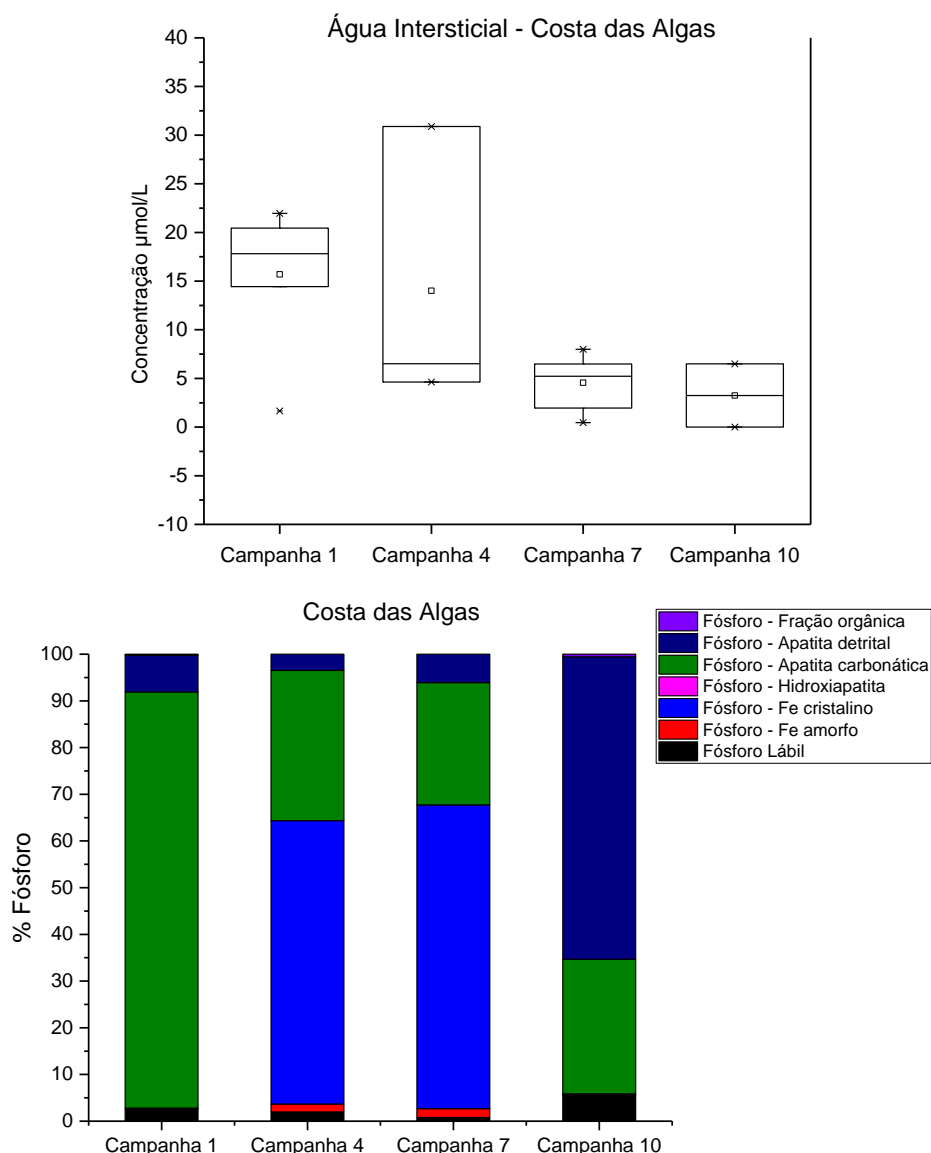 Água Intersticial - Costa das Algas
Concentração µmol/L
40
35
30
25
20
15
10
5
0
-5
-10
Campanha 1 Campanha 4 Campanha 7 Campanha 10
Costa das Algas
% Fósforo
100
90
80
70
60
50
40
30
20
10
0
Campanha 1 Campanha 4 Campanha 7 Campanha 10
Fósforo - Fração orgânica
Fósforo - Apatita detrital
Fósforo - Apatita carbonática
Fósforo - Hidroxiapatita
Fósforo - Fe cristalino
Fósforo - Fe amorfo
Fósforo Lábil